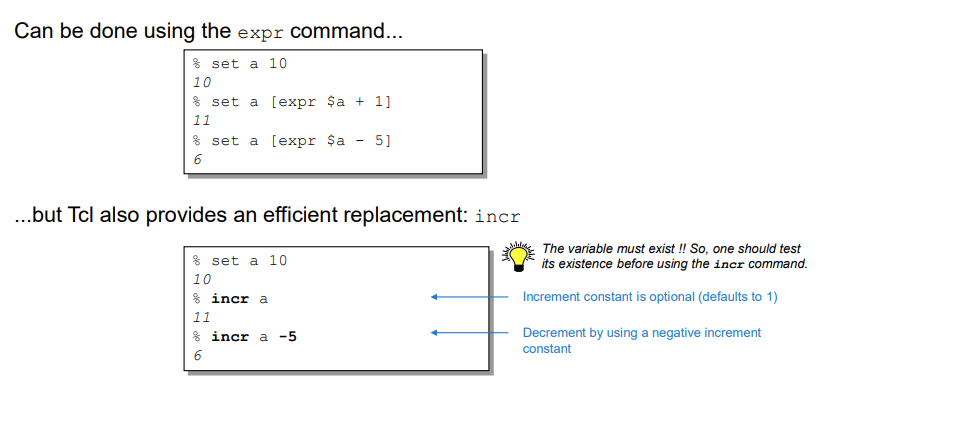 Can be done using the expr command...
% set a 10
10
% set a [expr $a + 1]
11
% set a [expr $a - 5]
6
...but Tcl also provides an efficient replacement: incr
The variable must exist !! So, one should test
its existence before using the incr command.
% set a 10
10
% incr a
11
% incr a -5
6
Increment constant is optional (defaults to 1)
Decrement by using a negative increment
constant